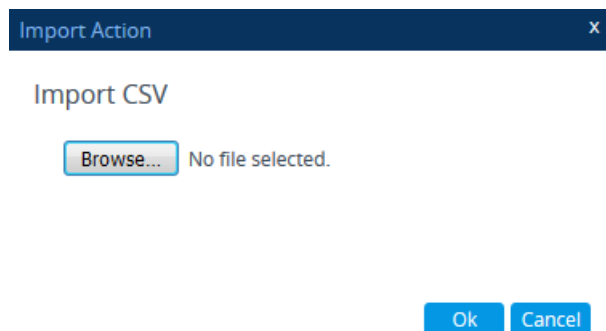 Import Action x
Import CSV
Browse... No file selected.
Ok Cancel